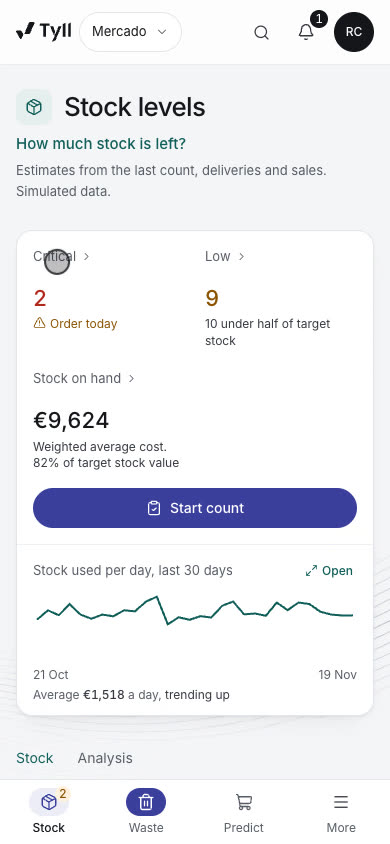 Tyll
Mercado
1
RC
Stock levels
How much stock is left?
Estimates from the last count, deliveries and sales.
Simulated data.
Critical
Low
2
9
Order today
10 under half of target
stock
Stock on hand
€9,624
Weighted average cost.
82% of target stock value
Start count
Stock used per day, last 30 days
Open
21 Oct
19 Nov
Average €1,518 a day, trending up
Stock
Analysis
2
Stock
Waste
Predict
More